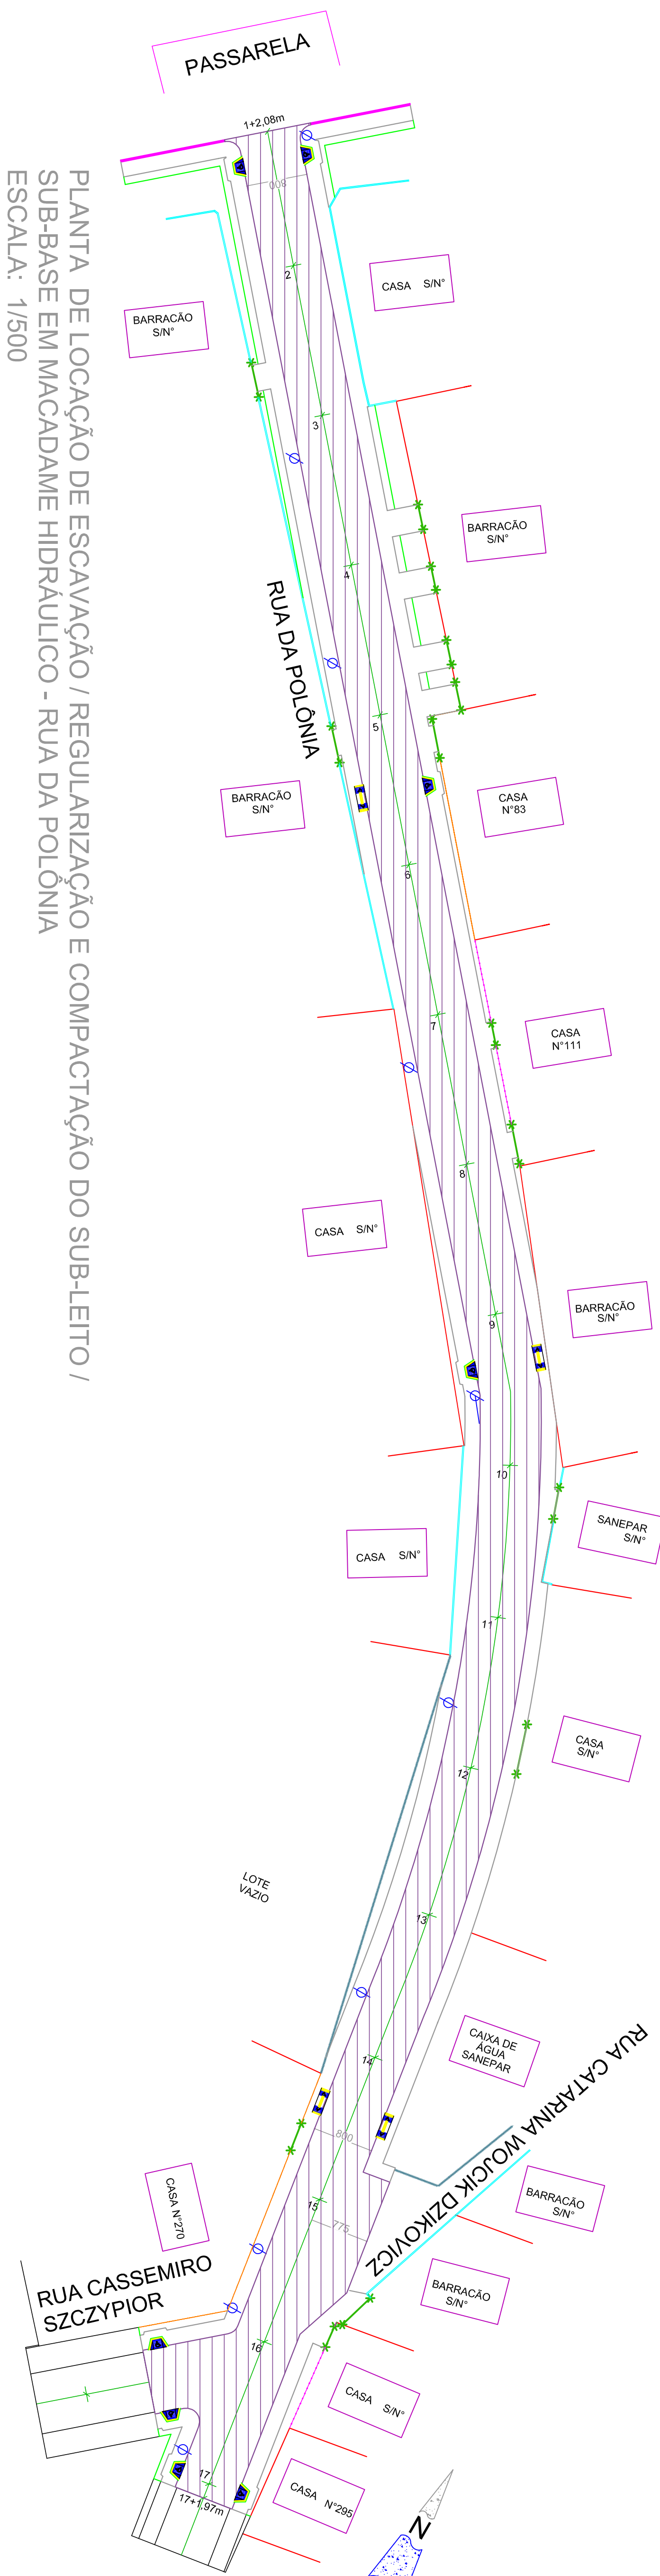 PASSARELA
1+2,08m
800
PLANTA DE LOCAÇÃO DE ESCAVAÇÃO / REGULARIZAÇÃO E COMPACTAÇÃO DO SUB-LEITO /
SUB-BASE EM MACADAME HIDRÁULICO - RUA DA POLÔNIA
ESCALA: 1/500
2
CASA S/N°
BARRACÃO
S/N°
3
BARRACÃO
S/N°
4
RUA DA POLÔNIA
5
BARRACÃO
S/N°
CASA
N°83
6
7
CASA
N°111
8
CASA S/N°
BARRACÃO
S/N°
9
10
SANEPAR
S/N°
CASA S/N°
11
CASA
S/N°
12
LOTE
VAZIO
13
CAIXA DE
ÁGUA
SANEPAR
14
RUA CATARINA WOJCIK DZIKOVICZ
800
BARRACÃO
S/N°
CASA N°270
15
775
BARRACÃO
S/N°
RUA CASSEMIRO
SZCZYPIOR
16
CASA S/N°
17
17+1,97m
CASA N°295
N